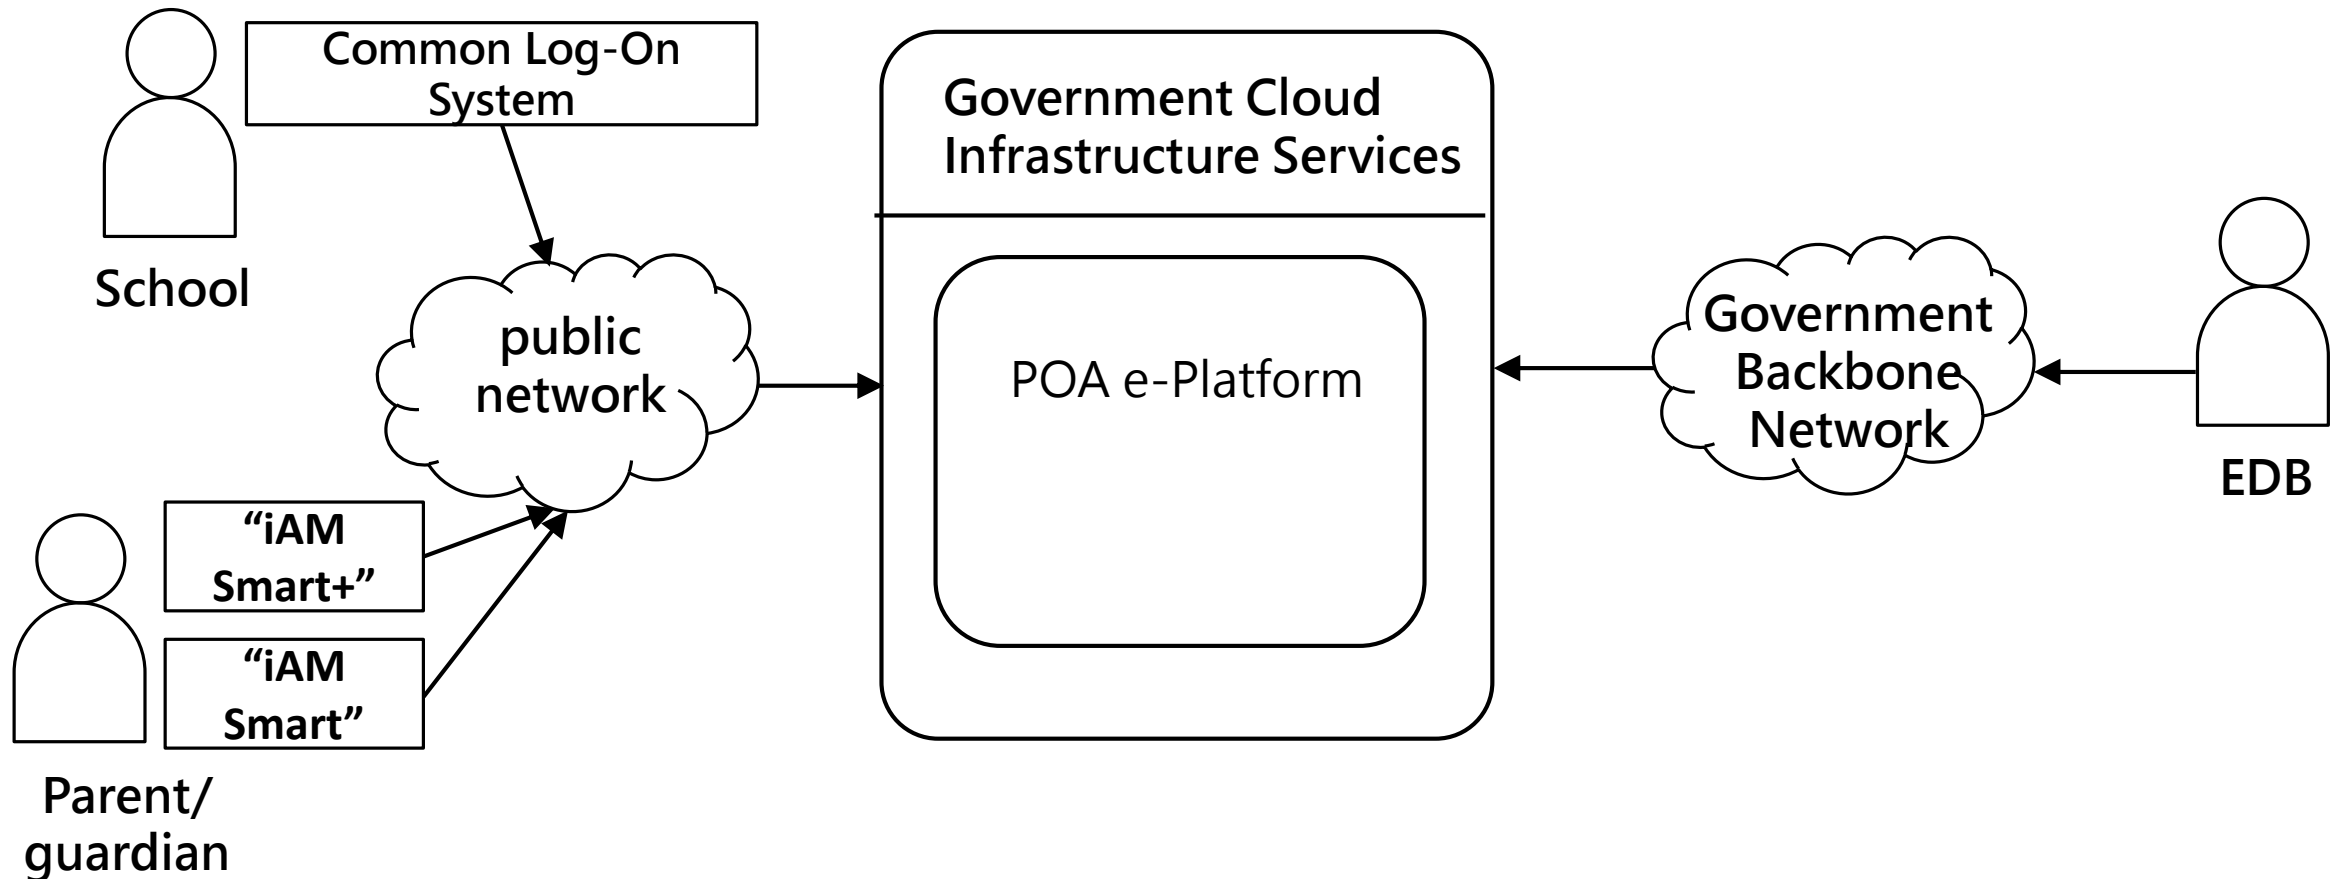 Common Log-On
System
School
public
network
“iAM
Smart+”
“iAM
Smart”
Parent/
guardian
Government Cloud
Infrastructure Services
POA e-Platform
Government
Backbone
Network
EDB